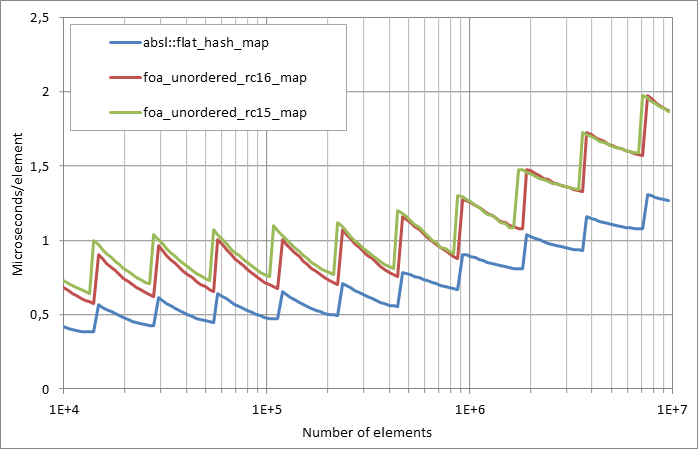 2,5
2
1,5
1
0,5
0
Microseconds/element
absl::flat_hash_map
foa_unordered_rc16_map
foa_unordered_rc15_map
1E+4
1E+5
1E+6
1E+7
Number of elements